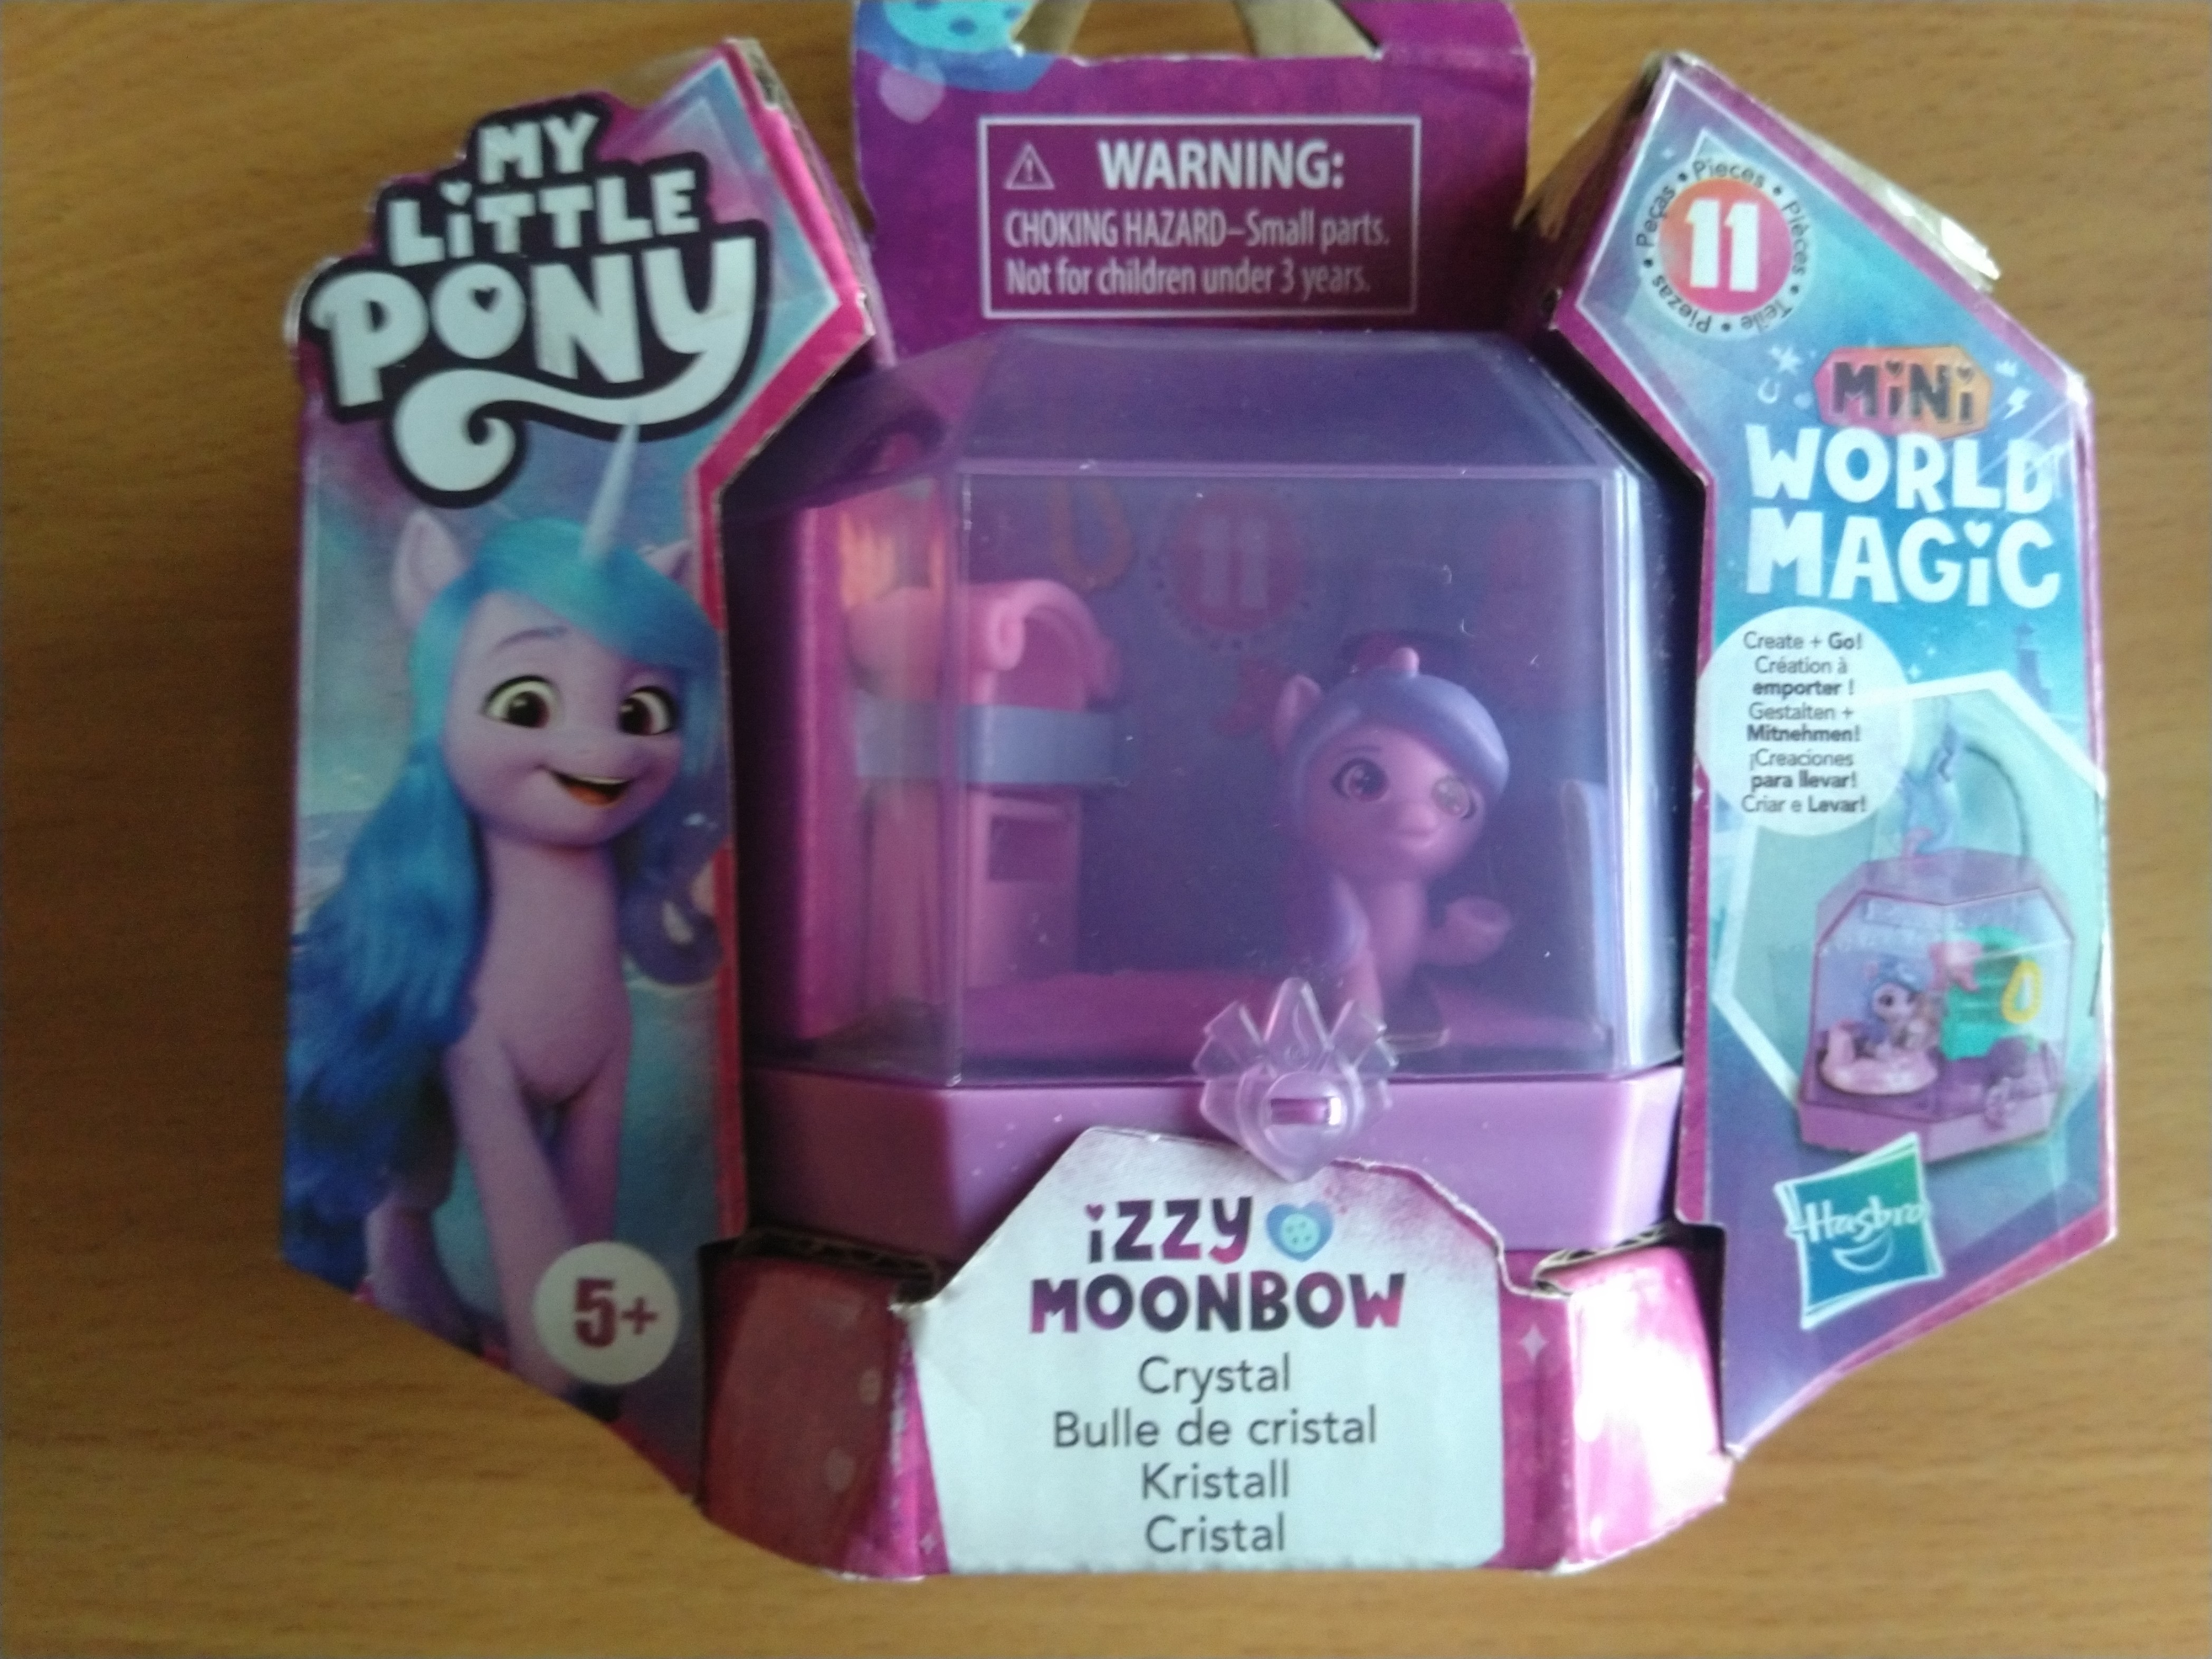 MY
LiTTLE
PONY
5+
WARNING:
CHOKING HAZARD–Small parts.
Not for children under 3 years.
iZZY
MOONBOW
Crystal
Bulle de cristal
Kristall
Cristal
Pieces • Pièces • Teile • Piezas • Peças •
11
MiNi
WORLD
MAGiC
Create + Go!
Création à
emporter !
Gestalten +
Mitnehmen!
¡Creaciones
para llevar!
Criar e Levar!
Hasbro
11